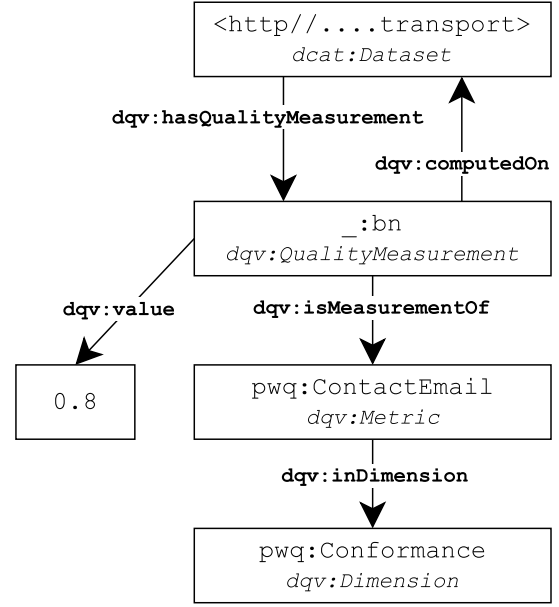 <http//....transport>
dcat:Dataset
dqv:hasQualityMeasurement
dqv:computedOn
_:bn
dqv:QualityMeasurement
dqv:value
dqv:isMeasurementOf
0.8
pwq:ContactEmail
dqv:Metric
dqv:inDimension
pwq:Conformance
dqv:Dimension